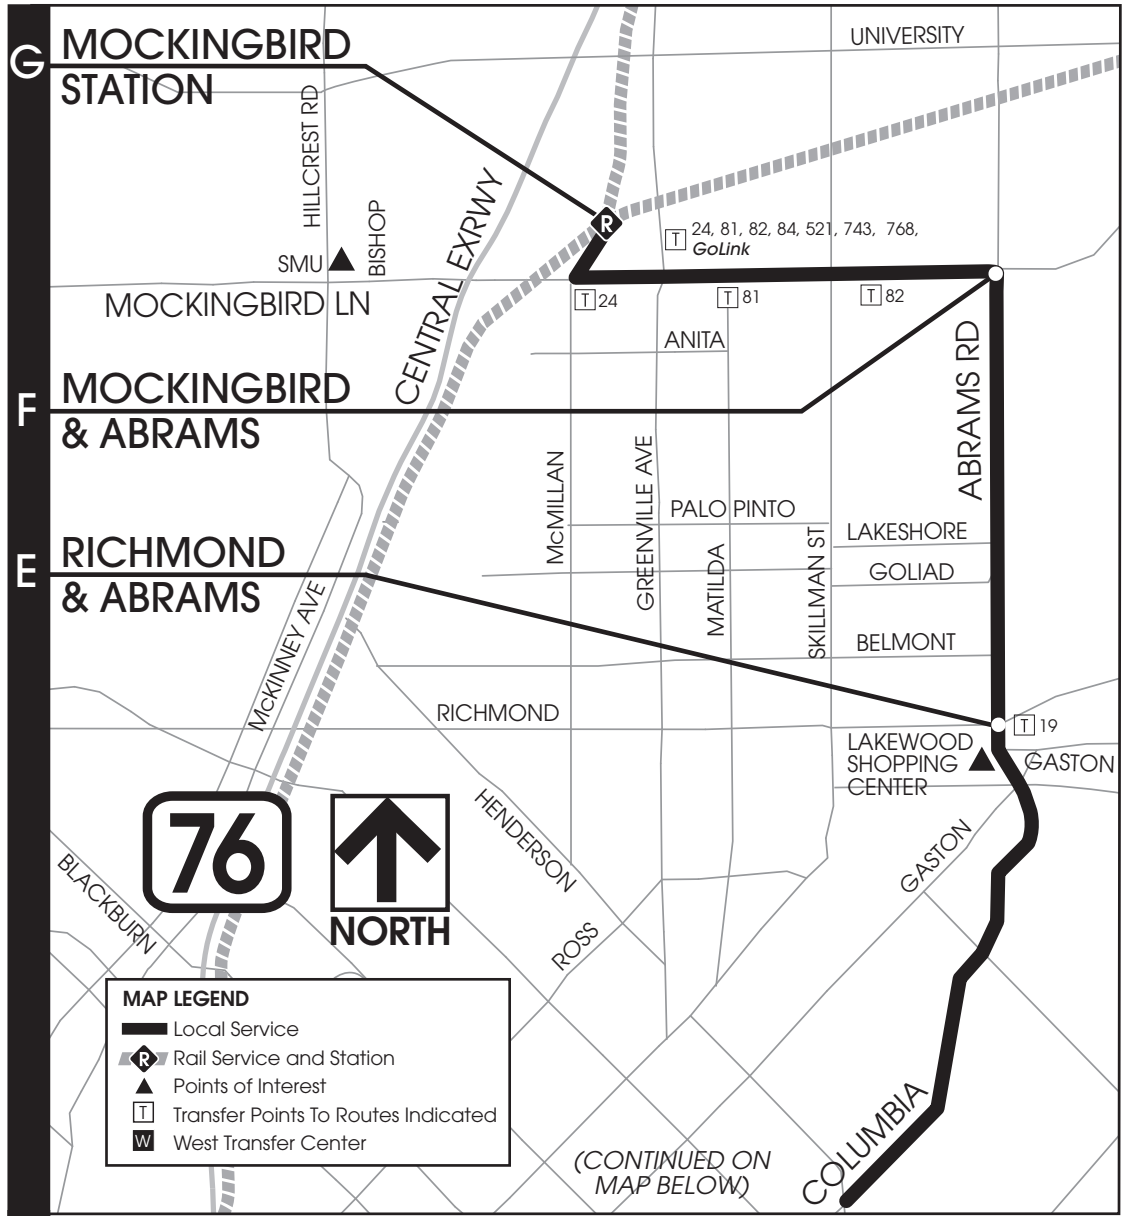 G
MOCKINGBIRD
STATION
UNIVERSITY
HILLCREST RD
BISHOP
SMU
CENTRAL EXRWY
R
T 24, 81, 82, 84, 521, 743, 768,
GoLink
MOCKINGBIRD LN
T 24
T 81
T 82
ANITA
ABRAMS RD
F
MOCKINGBIRD
& ABRAMS
McMILLAN
GREENVILLE AVE
PALO PINTO
MATILDA
SKILLMAN ST
LAKESHORE
GOLIAD
BELMONT
E
RICHMOND
& ABRAMS
McKINNEY AVE
RICHMOND
T 19
LAKEWOOD
SHOPPING
CENTER
GASTON
76
NORTH
HENDERSON
GASTON
BLACKBURN
ROSS
MAP LEGEND
Local Service
R Rail Service and Station
Points of Interest
T Transfer Points To Routes Indicated
W West Transfer Center
COLUMBIA
(CONTINUED ON
MAP BELOW)